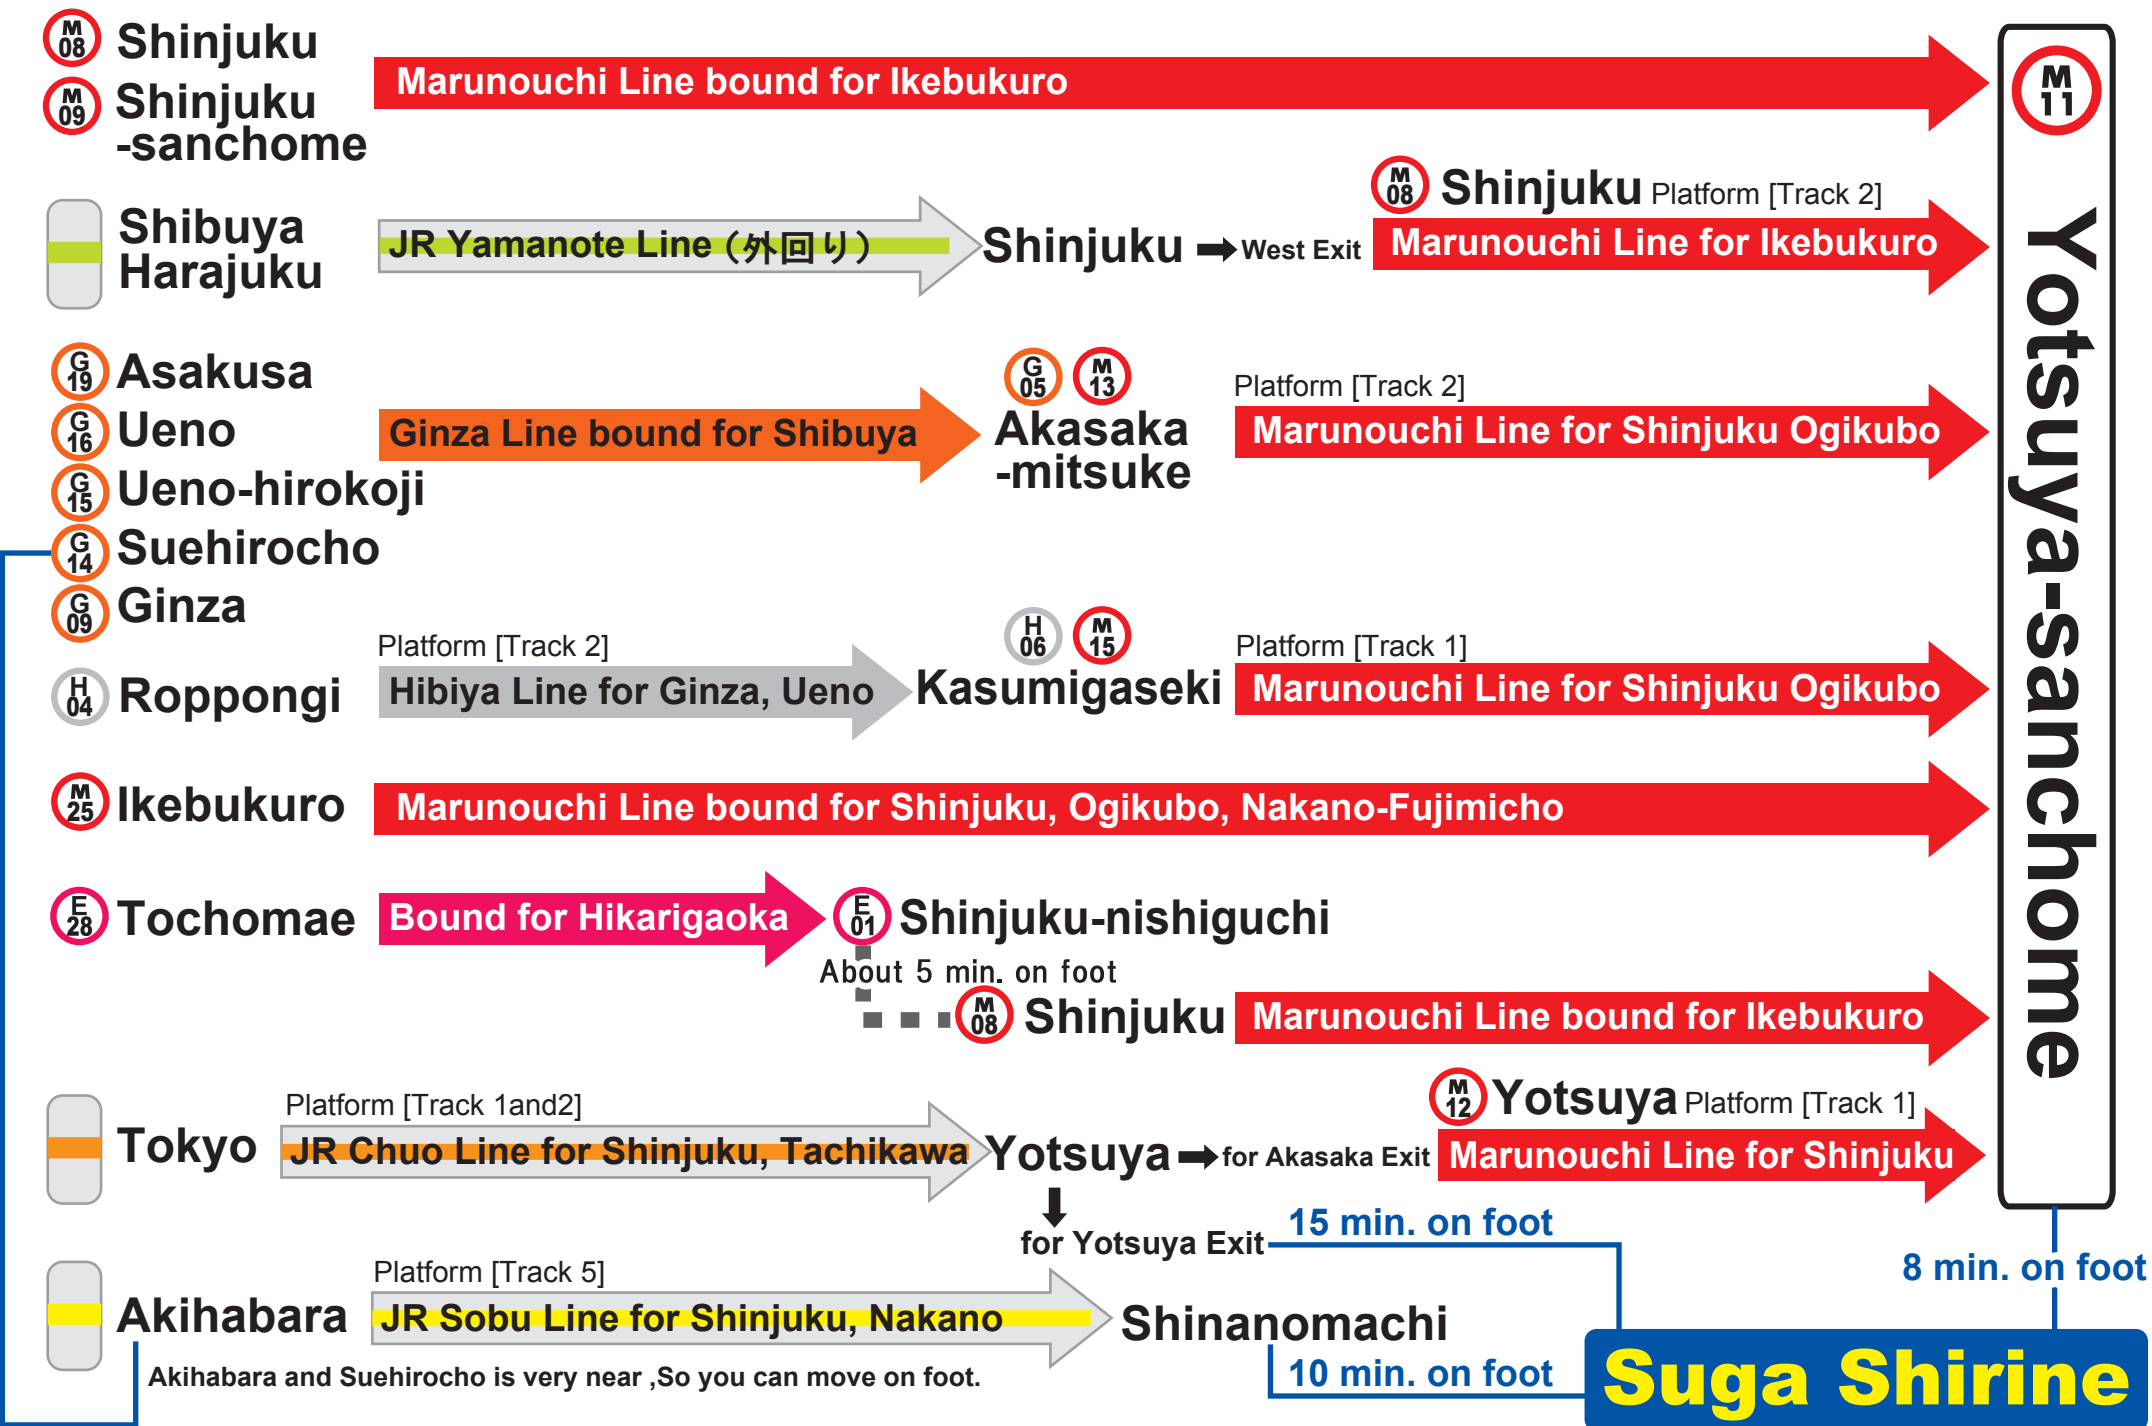 M 08 Shinjuku
M 09 Shinjuku
-sanchome
Marunouchi Line bound for Ikebukuro
M 11 Yotsuya-sanchome
Shibuya
Harajuku
JR Yamanote Line (外回り)
Shinjuku
West Exit
M 08 Shinjuku Platform [Track 2]
Marunouchi Line for Ikebukuro
G 19 Asakusa
G 16 Ueno
G 15 Ueno-hirokoji
G 14 Suehirocho
G 09 Ginza
Ginza Line bound for Shibuya
G 05 M 13
Akasaka
-mitsuke
Platform [Track 2]
Marunouchi Line for Shinjuku Ogikubo
H 04 Roppongi
Platform [Track 2]
Hibiya Line for Ginza, Ueno
H 06 M 15
Kasumigaseki
Platform [Track 1]
Marunouchi Line for Shinjuku Ogikubo
M 25 Ikebukuro
Marunouchi Line bound for Shinjuku, Ogikubo, Nakano-Fujimicho
E 28 Tochomae
Bound for Hikarigaoka
E 01 Shinjuku-nishiguchi
About 5 min. on foot
M 08 Shinjuku
Marunouchi Line bound for Ikebukuro
Tokyo
Platform [Track 1and2]
JR Chuo Line for Shinjuku, Tachikawa
Yotsuya
for Akasaka Exit
M 12 Yotsuya Platform [Track 1]
Marunouchi Line for Shinjuku
for Yotsuya Exit
15 min. on foot
8 min. on foot
Akihabara
Platform [Track 5]
JR Sobu Line for Shinjuku, Nakano
Shinanomachi
10 min. on foot
Akihabara and Suehirocho is very near ,So you can move on foot.
Suga Shirine